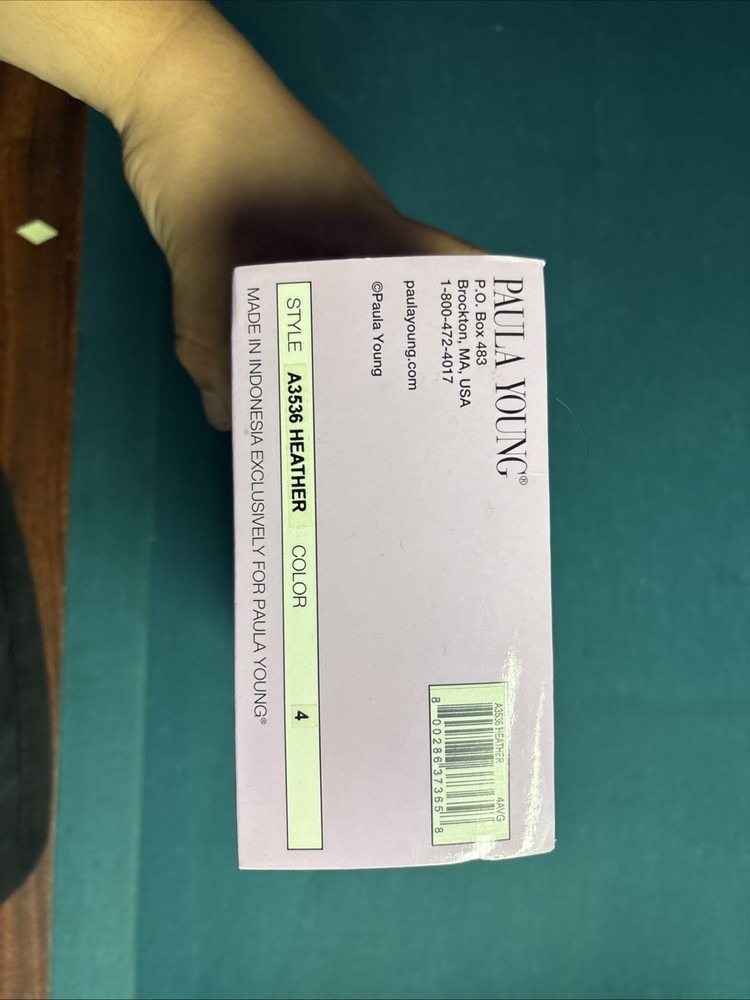 PAULA YOUNG®
P.O. Box 483
Brockton, MA, USA
1-800-472-4017
paulayoung.com
©Paula Young
A3536 HEATHER 4AVG
8 00286 37365 8
STYLE A3536 HEATHER COLOR 4
MADE IN INDONESIA EXCLUSIVELY FOR PAULA YOUNG®